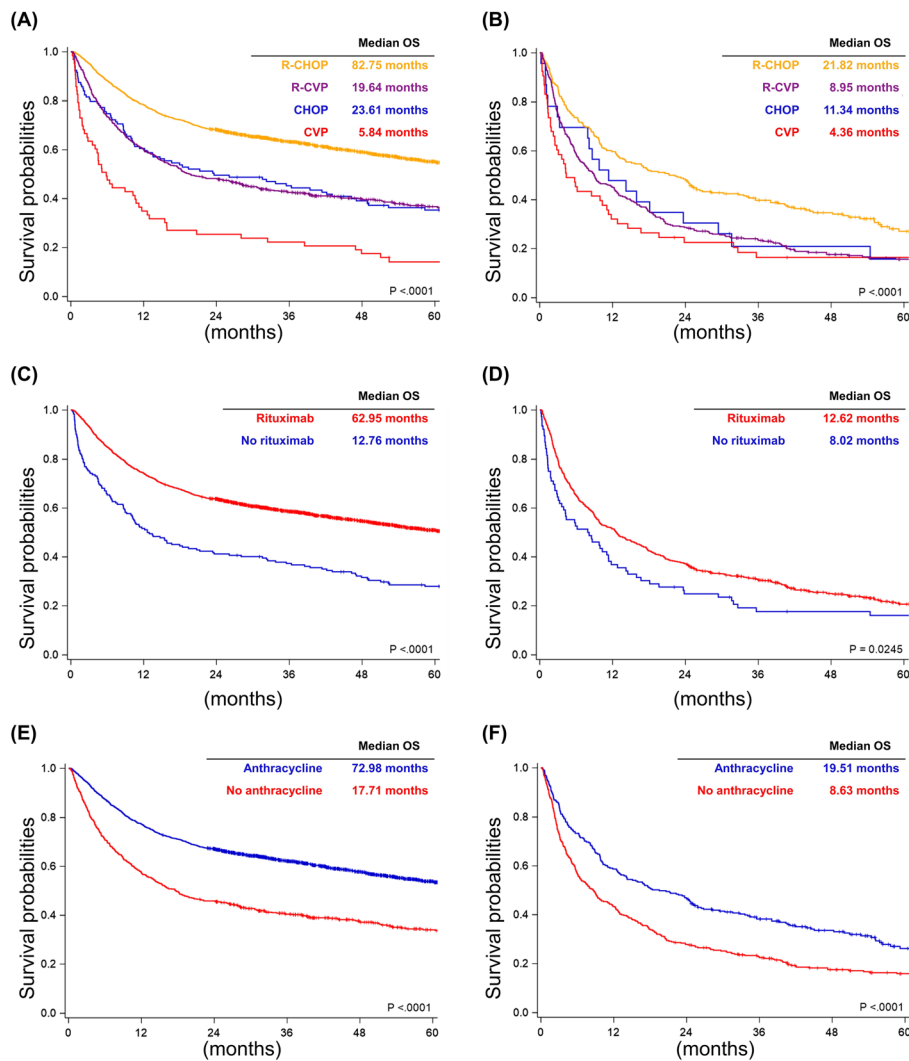 (A)
Median OS
R-CHOP 82.75 months
R-CVP 19.64 months
CHOP 23.61 months
CVP 5.84 months
Survival probabilities
1.0
0.8
0.6
0.4
0.2
0.0
P <.0001
0 12 24 36 48 60
(months)
(B)
Median OS
R-CHOP 21.82 months
R-CVP 8.95 months
CHOP 11.34 months
CVP 4.36 months
Survival probabilities
1.0
0.8
0.6
0.4
0.2
0.0
P <.0001
0 12 24 36 48 60
(months)
(C)
Median OS
Rituximab 62.95 months
No rituximab 12.76 months
Survival probabilities
1.0
0.8
0.6
0.4
0.2
0.0
P <.0001
0 12 24 36 48 60
(months)
(D)
Median OS
Rituximab 12.62 months
No rituximab 8.02 months
Survival probabilities
1.0
0.8
0.6
0.4
0.2
0.0
P = 0.0245
0 12 24 36 48 60
(months)
(E)
Median OS
Anthracycline 72.98 months
No anthracycline 17.71 months
Survival probabilities
1.0
0.8
0.6
0.4
0.2
0.0
P <.0001
0 12 24 36 48 60
(months)
(F)
Median OS
Anthracycline 19.51 months
No anthracycline 8.63 months
Survival probabilities
1.0
0.8
0.6
0.4
0.2
0.0
P <.0001
0 12 24 36 48 60
(months)